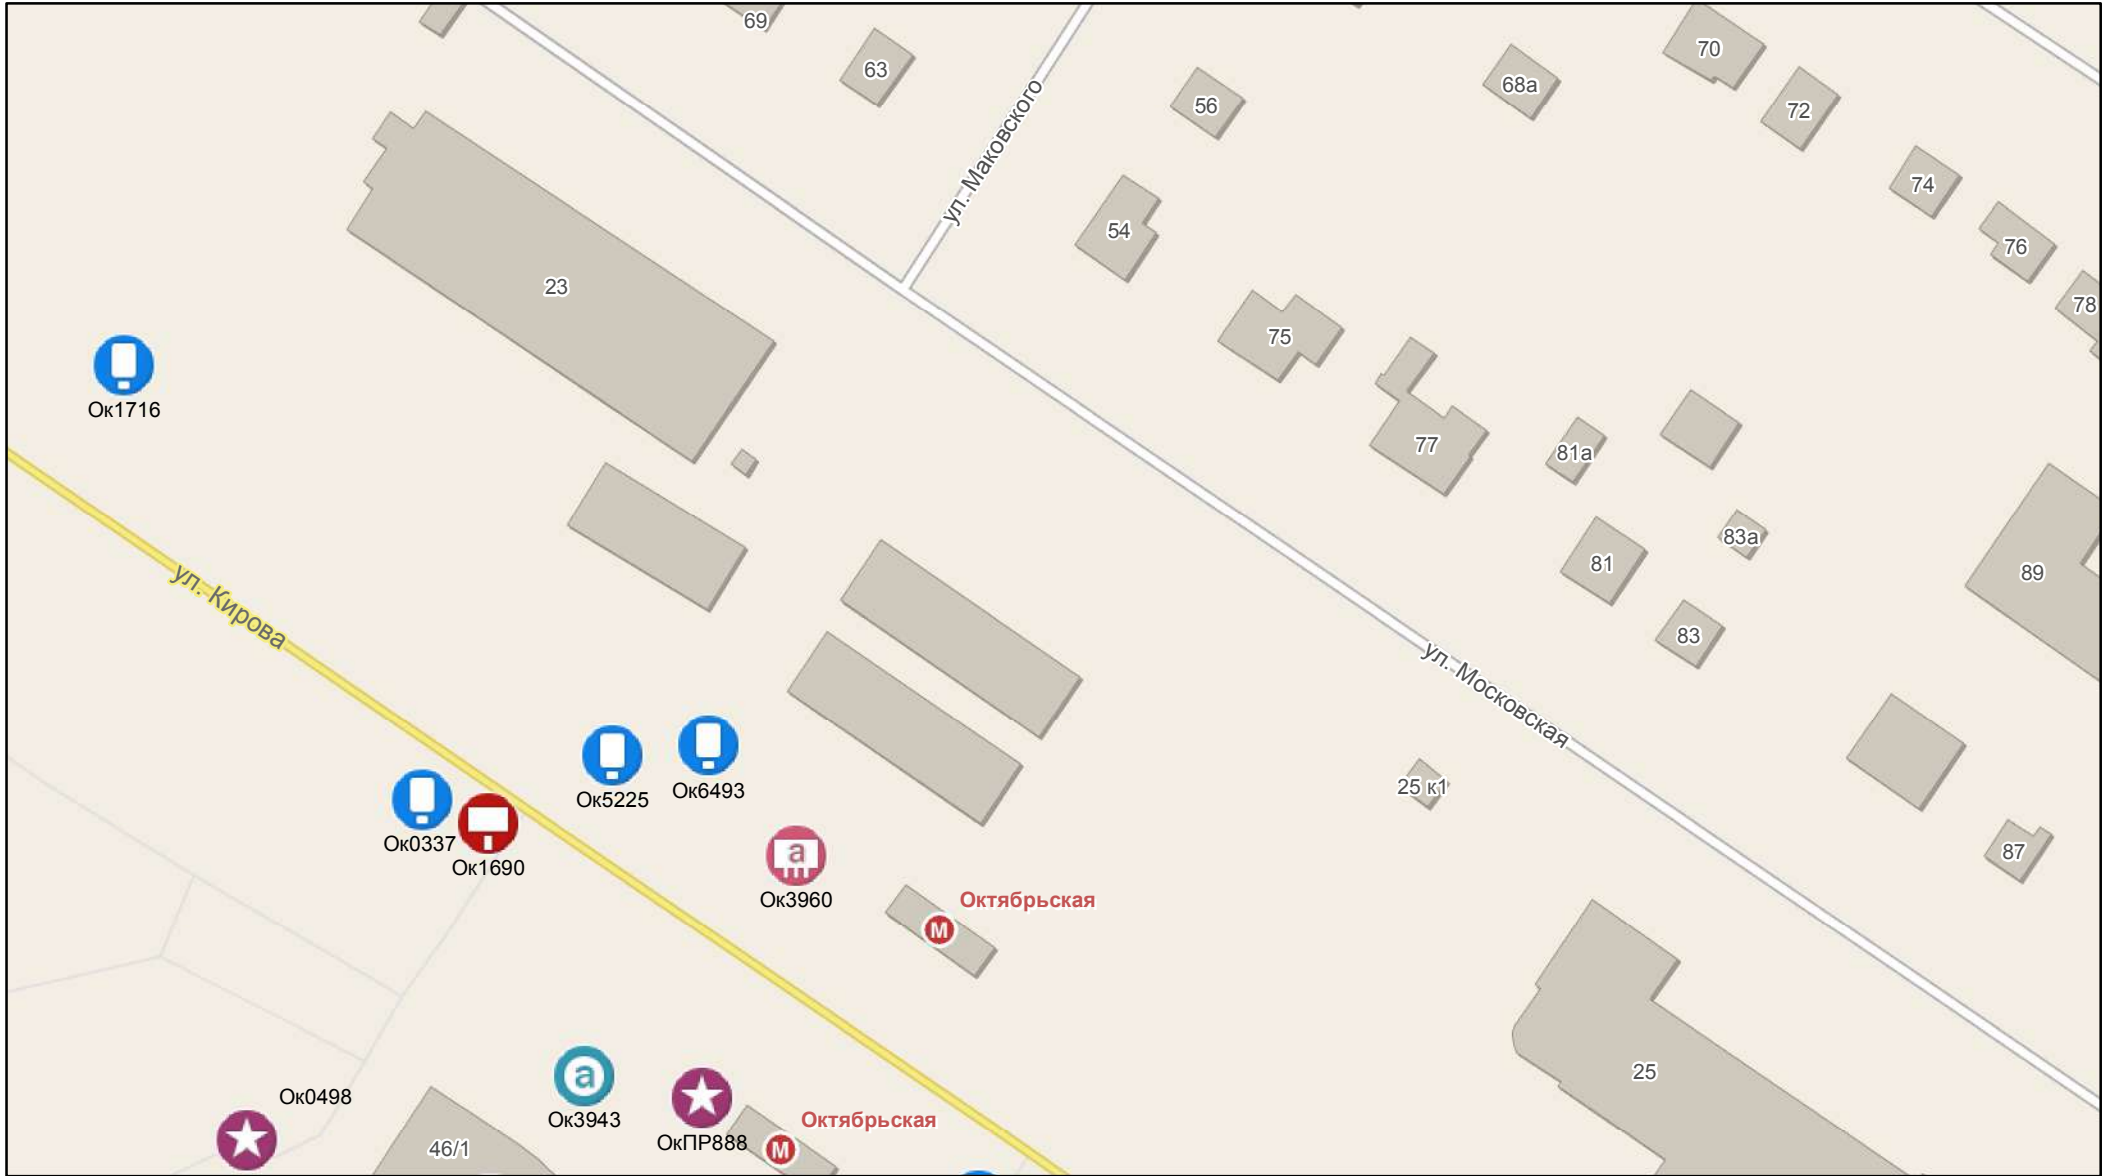 69
63
70
68а
72
56
ул. Маковского
74
54
76
23
78
75
Ок1716
77
81а
83а
81
89
ул. Кирова
83
ул. Московская
Ок5225
Ок6493
25 к1
Ок0337
Ок1690
87
а
Ок3960
Октябрьская
М
25
а
Ок0498
Ок3943
Октябрьская
ОкПР888
М
46/1